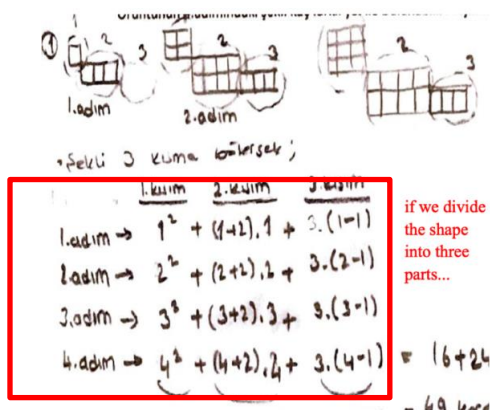 ① 1 2 3 2 3 2 3
1.adım 2.adım
• Şekli 3 kısma bölersek ;
1.kısım 2.kısım 3.kısım
1.adım → 1² + (1+2).1 + 3.(1-1)
2.adım → 2² + (2+2).2 + 3.(2-1)
3.adım → 3² + (3+2).3 + 3.(3-1)
4.adım → 4² + (4+2).4 + 3.(4-1) = 16+24
if we divide
the shape
into three
parts...